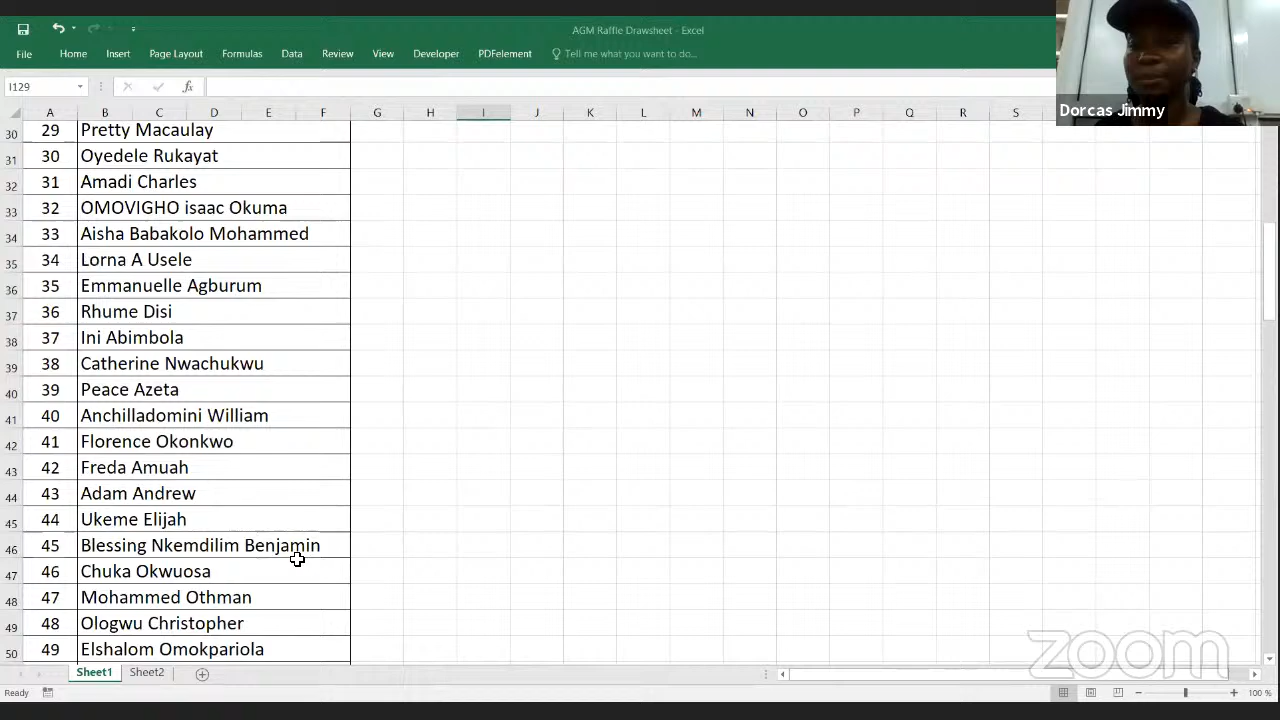 AGM Raffle Drawsheet - Excel
File Home Insert Page Layout Formulas Data Review View Developer PDFelement Tell me what you want to do...
Dorcas Jimmy
I129 fx
A B C D E F G H I J K L M N O P Q R S
30 29 Pretty Macaulay
31 30 Oyedele Rukayat
32 31 Amadi Charles
33 32 OMOVIGHO isaac Okuma
34 33 Aisha Babakolo Mohammed
35 34 Lorna A Usele
36 35 Emmanuelle Agburum
37 36 Rhume Disi
38 37 Ini Abimbola
39 38 Catherine Nwachukwu
40 39 Peace Azeta
41 40 Anchilladomini William
42 41 Florence Okonkwo
43 42 Freda Amuah
44 43 Adam Andrew
45 44 Ukeme Elijah
46 45 Blessing Nkemdilim Benjamin
47 46 Chuka Okwuosa
48 47 Mohammed Othman
49 48 Ologwu Christopher
50 49 Elshalom Omokpariola
zoom
Sheet1 Sheet2
Ready 100 %